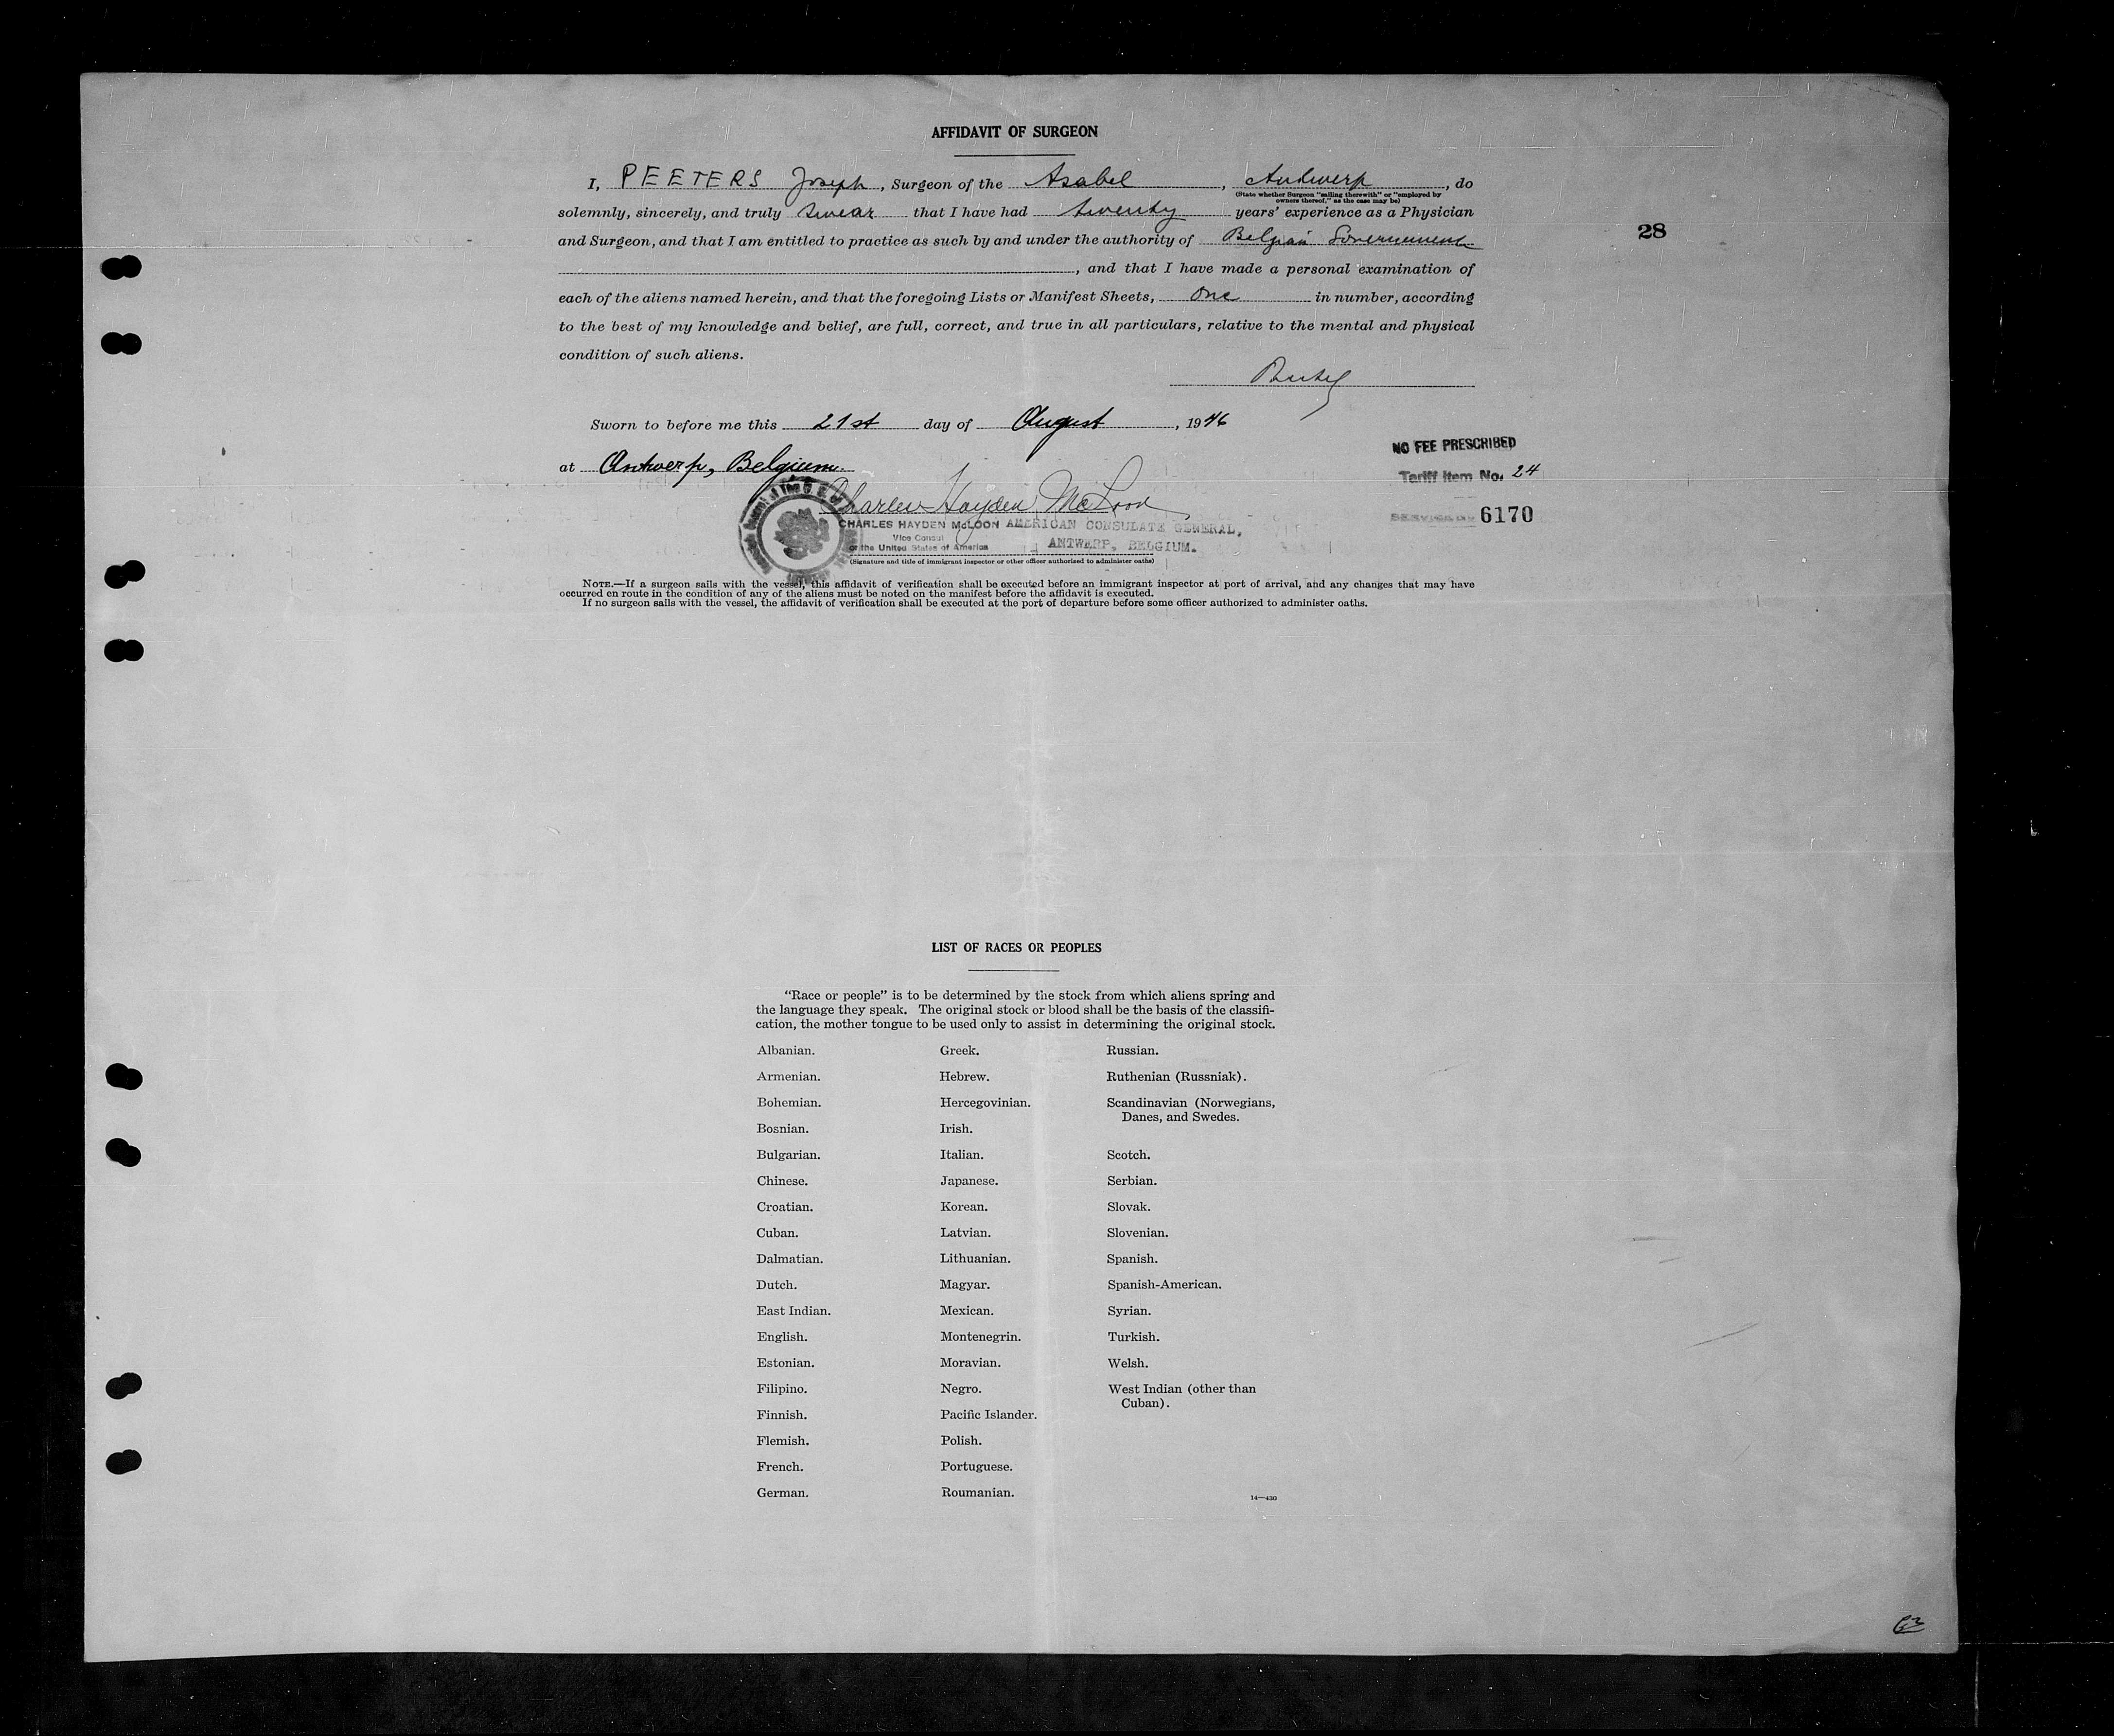 AFFIDAVIT OF SURGEON
I, PEETERS Joseph, Surgeon of the Asabel, Antwerp, do
(State whether Surgeon "sailing therewith" or "employed by
owners thereof," as the case may be)
solemnly, sincerely, and truly swear that I have had twenty years' experience as a Physician
and Surgeon, and that I am entitled to practice as such by and under the authority of Belgian Governement
28
, and that I have made a personal examination of
each of the aliens named herein, and that the foregoing Lists or Manifest Sheets, one in number, according
to the best of my knowledge and belief, are full, correct, and true in all particulars, relative to the mental and physical
condition of such aliens.
Sworn to before me this 21st day of August, 1946
at Antwerp, Belgium.
NO FEE PRESCRIBED
Tariff Item No. 24
6170
Charles Hayden McLoon
CHARLES HAYDEN McLOON AMERICAN CONSULATE GENERAL,
Vice Consul
of the United States of America ANTWERP, BELGIUM.
(Signature and title of immigrant inspector or other officer authorized to administer oaths)
NOTE.—If a surgeon sails with the vessel, this affidavit of verification shall be executed before an immigrant inspector at port of arrival, and any changes that may have
occurred en route in the condition of any of the aliens must be noted on the manifest before the affidavit is executed.
If no surgeon sails with the vessel, the affidavit of verification shall be executed at the port of departure before some officer authorized to administer oaths.
LIST OF RACES OR PEOPLES
"Race or people" is to be determined by the stock from which aliens spring and
the language they speak. The original stock or blood shall be the basis of the classifi-
cation, the mother tongue to be used only to assist in determining the original stock.
Albanian.
Armenian.
Bohemian.
Bosnian.
Bulgarian.
Chinese.
Croatian.
Cuban.
Dalmatian.
Dutch.
East Indian.
English.
Estonian.
Filipino.
Finnish.
Flemish.
French.
German.
Greek.
Hebrew.
Hercegovinian.
Irish.
Italian.
Japanese.
Korean.
Latvian.
Lithuanian.
Magyar.
Mexican.
Montenegrin.
Moravian.
Negro.
Pacific Islander.
Polish.
Portuguese.
Roumanian.
Russian.
Ruthenian (Russniak).
Scandinavian (Norwegians,
Danes, and Swedes.
Scotch.
Serbian.
Slovak.
Slovenian.
Spanish.
Spanish-American.
Syrian.
Turkish.
Welsh.
West Indian (other than
Cuban).
14—430